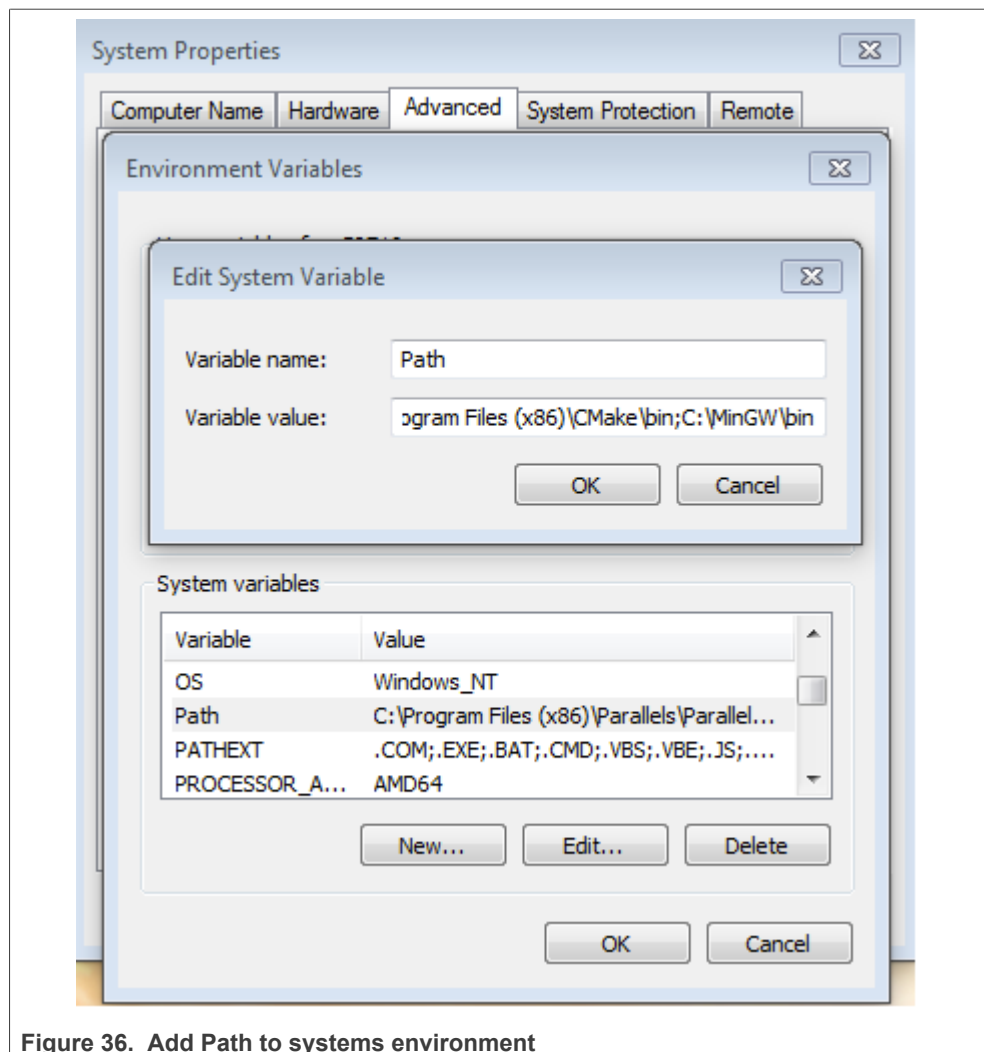 System Properties
Computer Name Hardware Advanced System Protection Remote
Environment Variables
Edit System Variable
Variable name: Path
Variable value: ogram Files (x86)\CMake\bin;C:\MinGW\bin
OK Cancel
System variables
Variable Value
OS Windows_NT
Path C:\Program Files (x86)\Parallels\Parallel...
PATHEXT .COM;.EXE;.BAT;.CMD;.VBS;.VBE;.JS;....
PROCESSOR_A... AMD64
New... Edit... Delete
OK Cancel
Figure 36. Add Path to systems environment